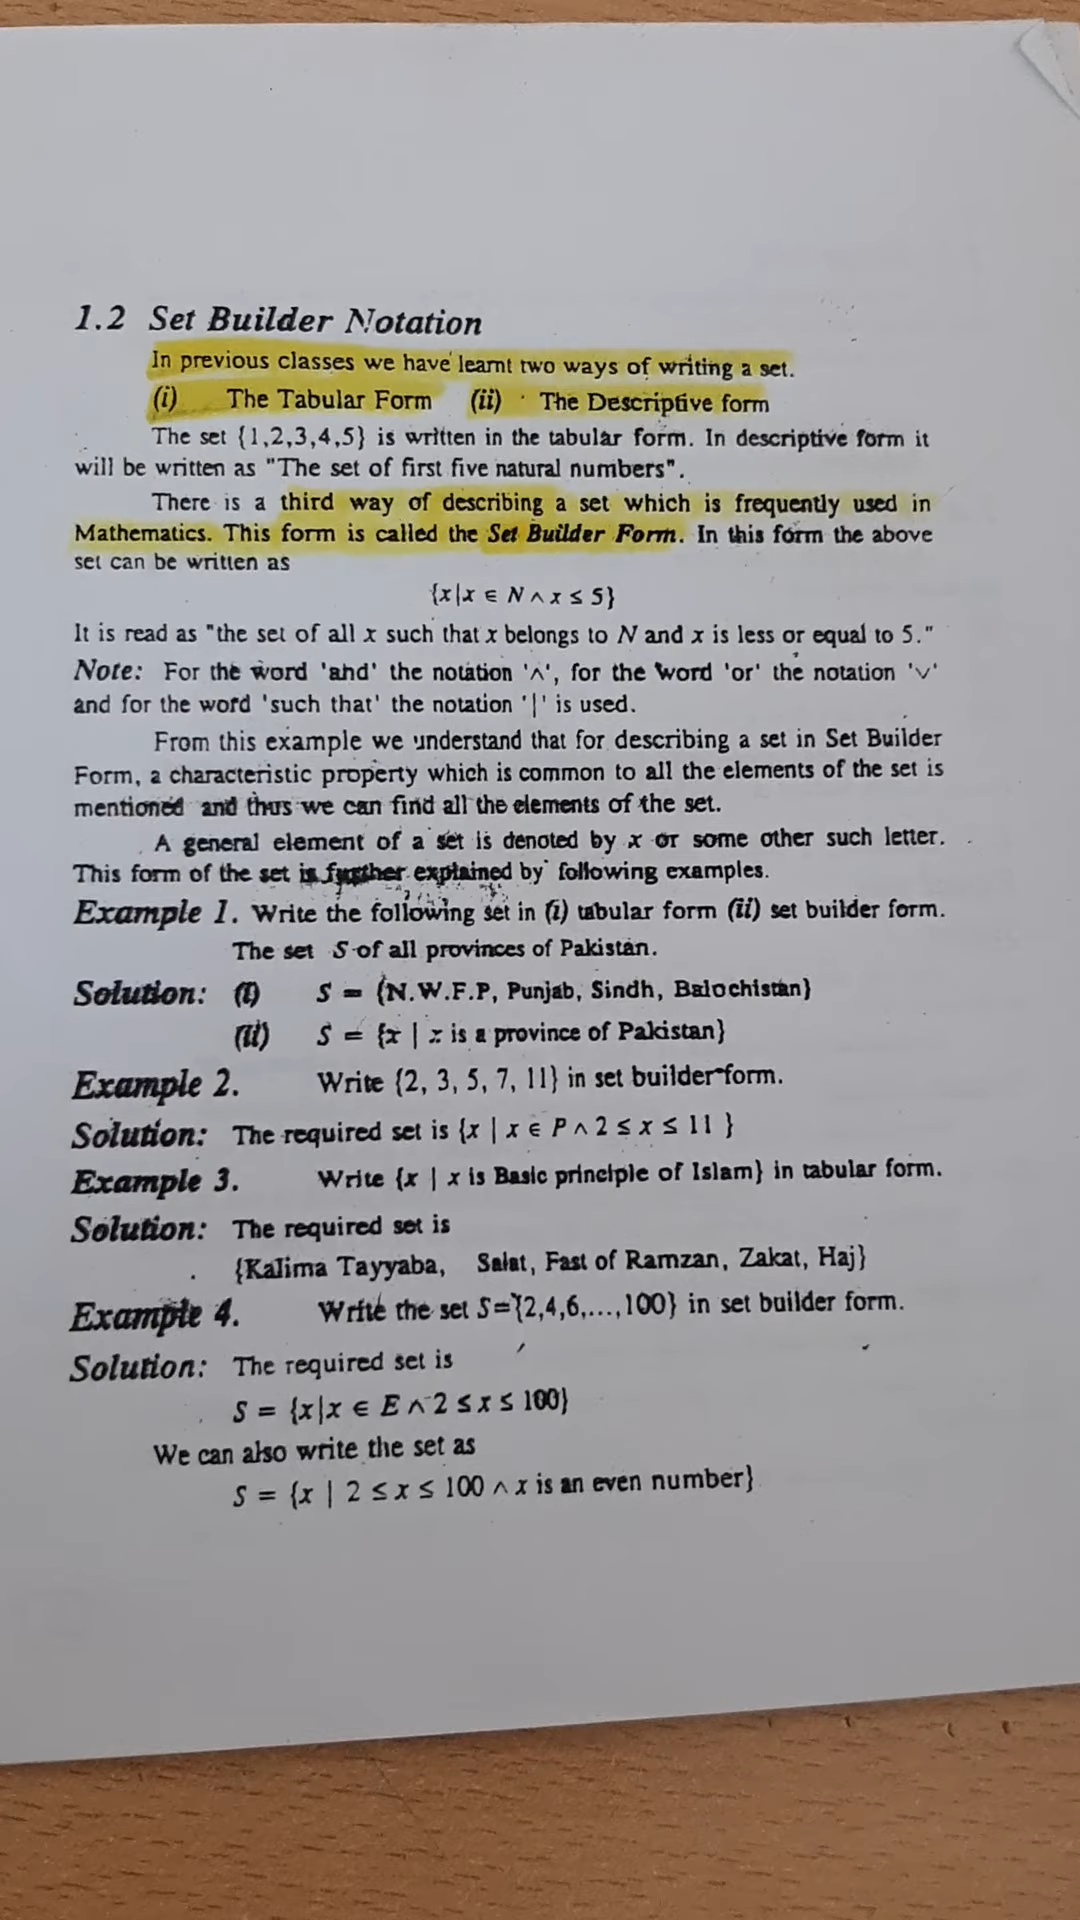 1.2 Set Builder Notation
In previous classes we have learnt two ways of writing a set.
(i) The Tabular Form (ii) The Descriptive form
The set {1,2,3,4,5} is written in the tabular form. In descriptive form it
will be written as "The set of first five natural numbers".
There is a third way of describing a set which is frequently used in
Mathematics. This form is called the Set Builder Form. In this form the above
set can be written as
{x|x ∈ N ∧ x ≤ 5}
It is read as "the set of all x such that x belongs to N and x is less or equal to 5."
Note: For the word 'and' the notation '∧', for the word 'or' the notation '∨'
and for the word 'such that' the notation '|' is used.
From this example we understand that for describing a set in Set Builder
Form, a characteristic property which is common to all the elements of the set is
mentioned and thus we can find all the elements of the set.
A general element of a set is denoted by x or some other such letter.
This form of the set is further explained by following examples.
Example 1. Write the following set in (i) tabular form (ii) set builder form.
The set S of all provinces of Pakistan.
Solution: (i) S = {N.W.F.P, Punjab, Sindh, Balochistan}
(ii) S = {x | x is a province of Pakistan}
Example 2. Write {2, 3, 5, 7, 11} in set builder form.
Solution: The required set is {x | x ∈ P ∧ 2 ≤ x ≤ 11 }
Example 3. Write {x | x is Basic principle of Islam} in tabular form.
Solution: The required set is
{Kalima Tayyaba, Salat, Fast of Ramzan, Zakat, Haj}
Example 4. Write the set S={2,4,6,...,100} in set builder form.
Solution: The required set is
S = {x|x ∈ E ∧ 2 ≤ x ≤ 100}
We can also write the set as
S = {x | 2 ≤ x ≤ 100 ∧ x is an even number}